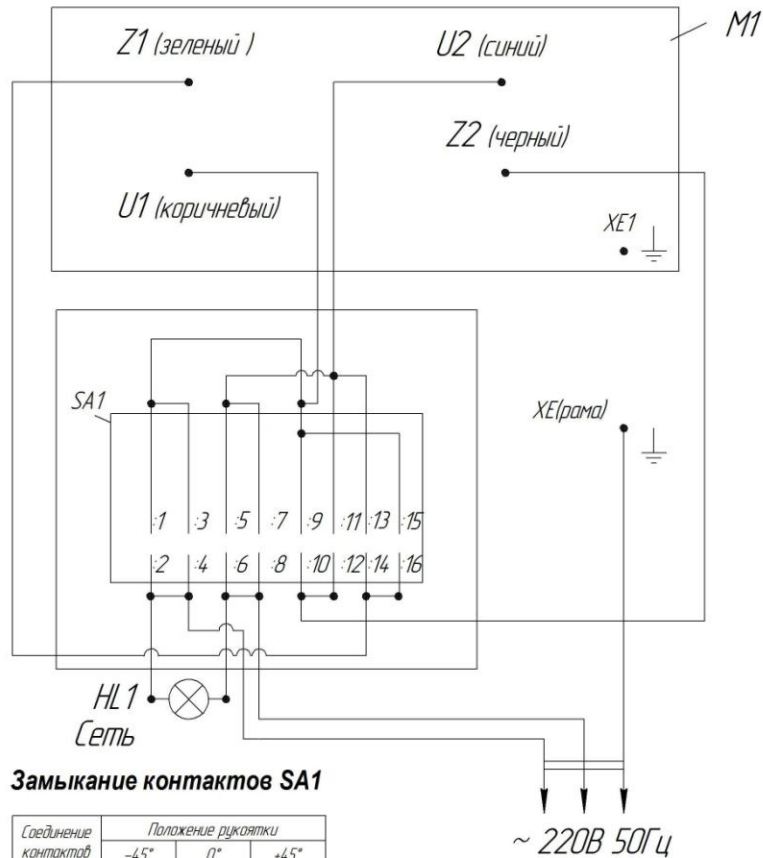 M1
Z1 (зеленый )
U2 (синий)
Z2 (черный)
U1 (коричневый)
XE1
SA1
XE(рама)
:1 :3 :5 :7 :9 :11 :13 :15
:2 :4 :6 :8 :10 :12 :14 :16
HL1
Сеть
Замыкание контактов SA1
~ 220В 50Гц
Соединение
контактов
Положение рукоятки
-45° 0° +45°